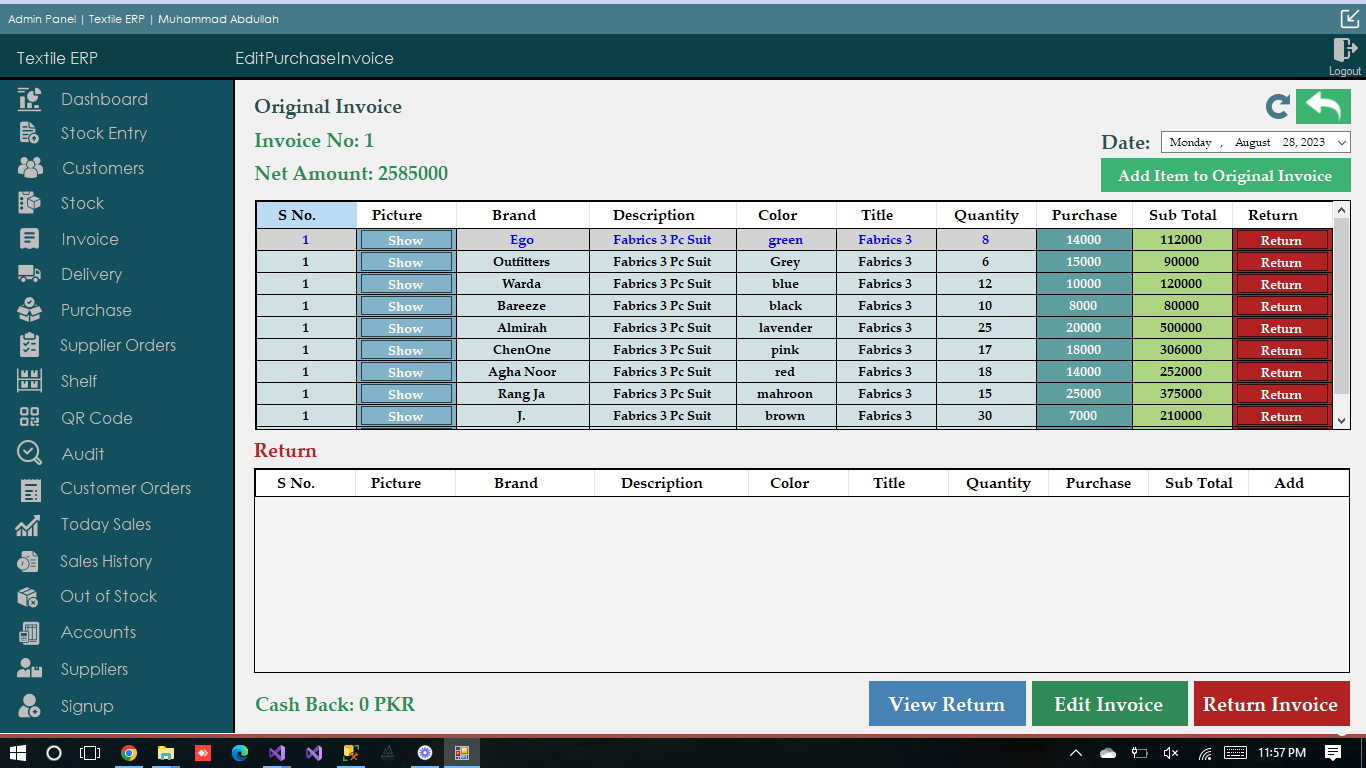 Admin Panel | Textile ERP | Muhammad Abdullah
Textile ERP
EditPurchaseInvoice
Logout
Dashboard
Stock Entry
Customers
Stock
Invoice
Delivery
Purchase
Supplier Orders
Shelf
QR Code
Audit
Customer Orders
Today Sales
Sales History
Out of Stock
Accounts
Suppliers
Signup
Original Invoice
Invoice No: 1
Net Amount: 2585000
Date: Monday , August 28, 2023
Add Item to Original Invoice
S No. Picture Brand Description Color Title Quantity Purchase Sub Total Return
1 Show Ego Fabrics 3 Pc Suit green Fabrics 3 8 14000 112000 Return
1 Show Outfitters Fabrics 3 Pc Suit Grey Fabrics 3 6 15000 90000 Return
1 Show Warda Fabrics 3 Pc Suit blue Fabrics 3 12 10000 120000 Return
1 Show Bareeze Fabrics 3 Pc Suit black Fabrics 3 10 8000 80000 Return
1 Show Almirah Fabrics 3 Pc Suit lavender Fabrics 3 25 20000 500000 Return
1 Show ChenOne Fabrics 3 Pc Suit pink Fabrics 3 17 18000 306000 Return
1 Show Agha Noor Fabrics 3 Pc Suit red Fabrics 3 18 14000 252000 Return
1 Show Rang Ja Fabrics 3 Pc Suit mahroon Fabrics 3 15 25000 375000 Return
1 Show J. Fabrics 3 Pc Suit brown Fabrics 3 30 7000 210000 Return
Return
S No. Picture Brand Description Color Title Quantity Purchase Sub Total Add
Cash Back: 0 PKR
View Return
Edit Invoice
Return Invoice
11:57 PM